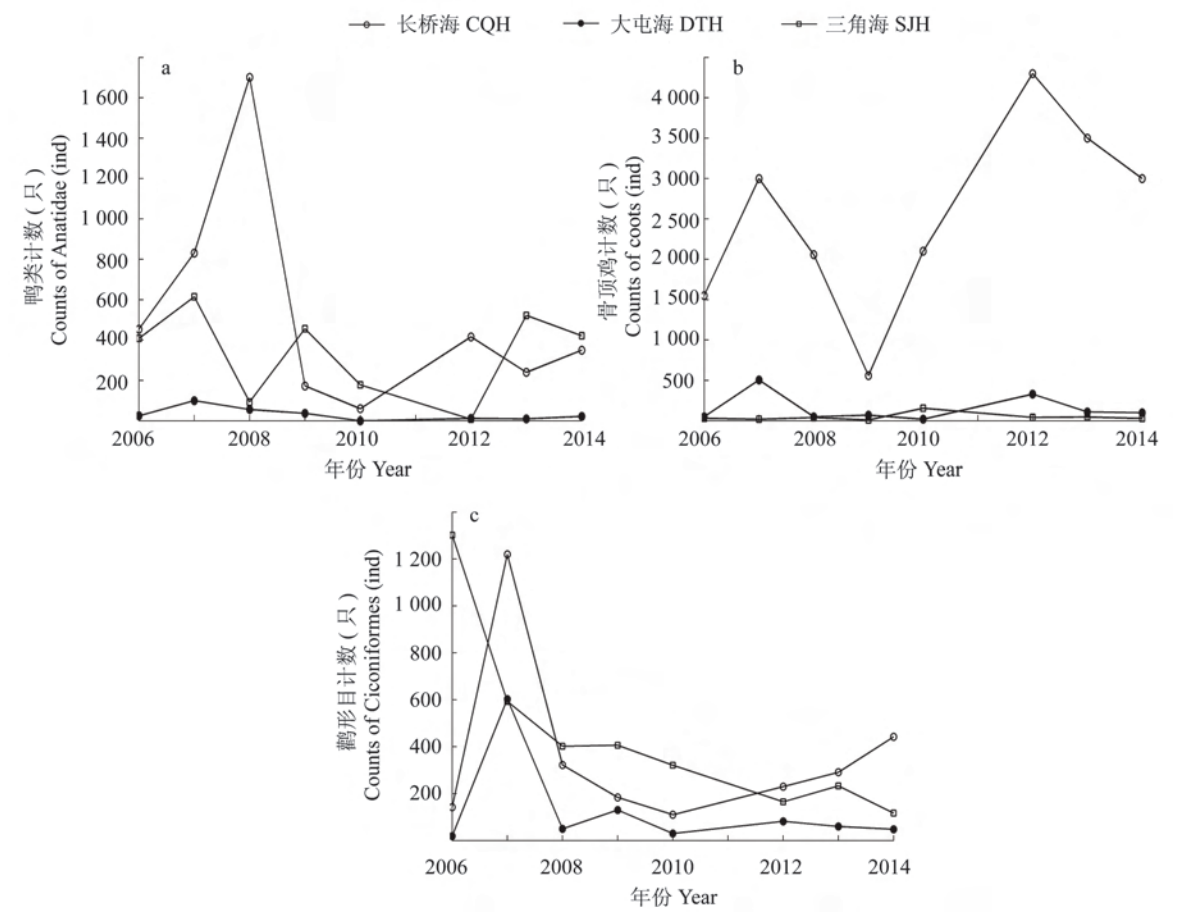 长桥海 CQH 大屯海 DTH 三角海 SJH
a
鸭类计数 ( 只 )
Counts of Anatidae (ind)
1 600
1 400
1 200
1 000
800
600
400
200
2006 2008 2010 2012 2014
年份 Year
b
骨顶鸡计数 ( 只 )
Counts of coots (ind)
4 000
3 500
3 000
2 500
2 000
1 500
1 000
500
2006 2008 2010 2012 2014
年份 Year
c
鹳形目计数 ( 只 )
Counts of Ciconiformes (ind)
1 200
1 000
800
600
400
200
2006 2008 2010 2012 2014
年份 Year